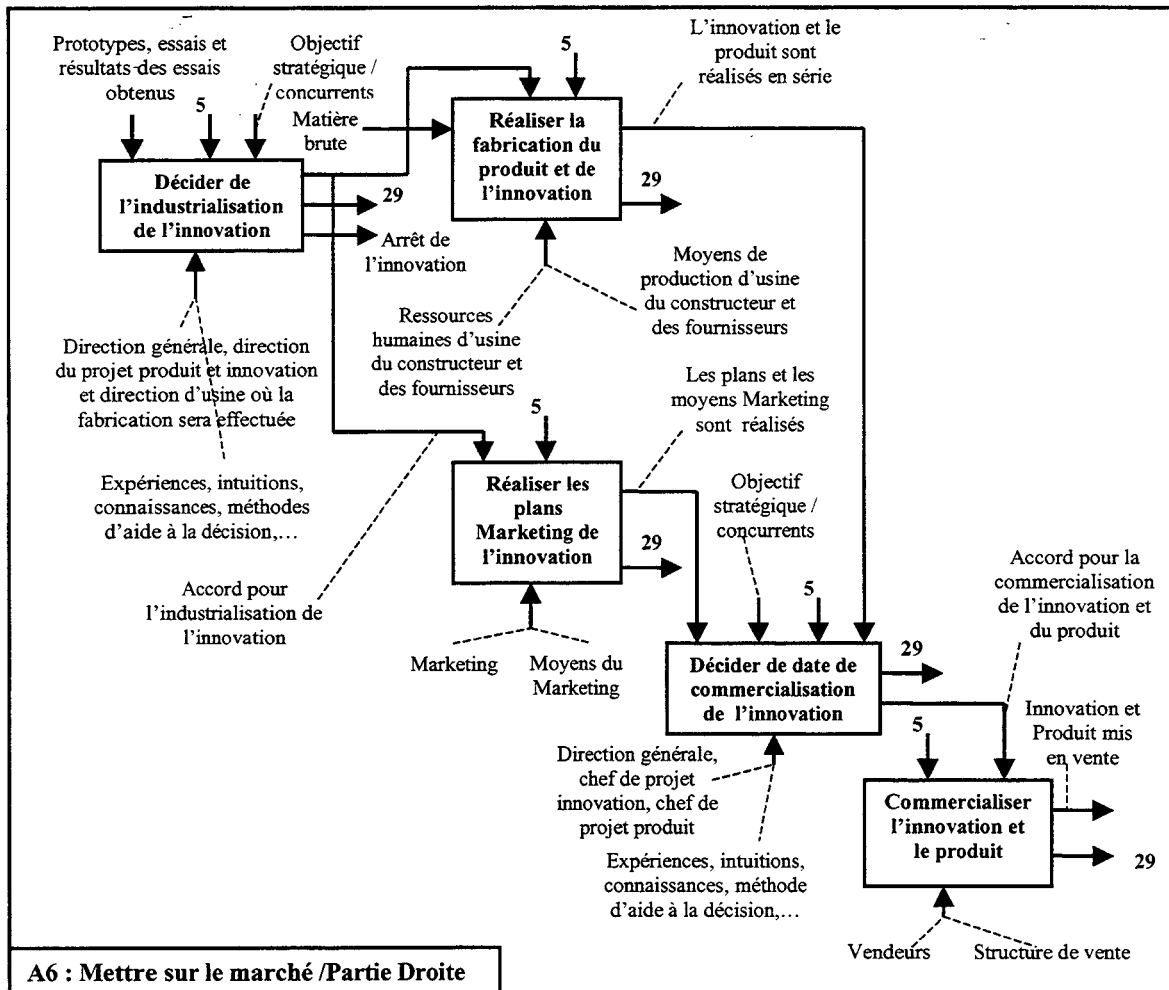 Prototypes, essais et
résultats des essais
obtenus
5
Objectif
stratégique /
concurrents
Matière
brute
5
L'innovation et le
produit sont
réalisés en série
Décider de
l'industrialisation
de l'innovation
29
Arrêt de
l'innovation
Réaliser la
fabrication du
produit et de
l'innovation
29
Direction générale, direction
du projet produit et innovation
et direction d'usine où la
fabrication sera effectuée
Expériences, intuitions,
connaissances, méthodes
d'aide à la décision,...
Ressources
humaines d'usine
du constructeur et
des fournisseurs
Moyens de
production d'usine
du constructeur et
des fournisseurs
Accord pour
l'industrialisation de
l'innovation
5
Les plans et les
moyens Marketing
sont réalisés
Réaliser les
plans
Marketing de
l'innovation
29
Marketing
Moyens du
Marketing
Objectif
stratégique /
concurrents
5
Accord pour la
commercialisation
de l'innovation et
du produit
Décider de date de
commercialisation
de l'innovation
29
Direction générale,
chef de projet
innovation, chef de
projet produit
Expériences, intuitions,
connaissances, méthode
d'aide à la décision,...
5
Innovation et
Produit mis
en vente
Commercialiser
l'innovation et
le produit
29
Vendeurs
Structure de vente
A6 : Mettre sur le marché /Partie Droite